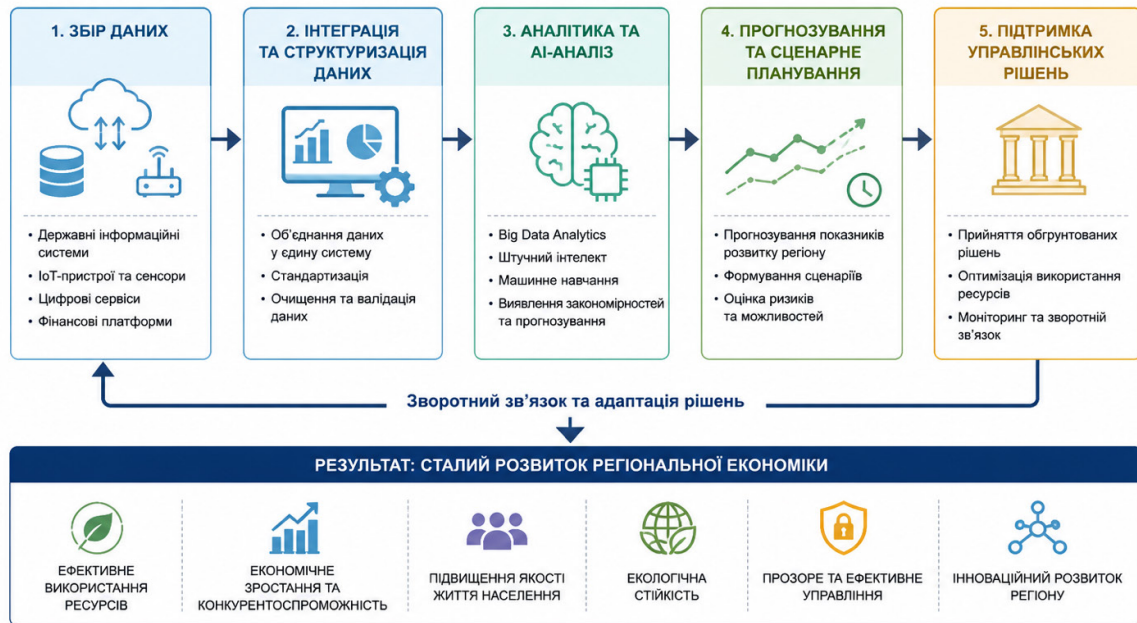 1. ЗБІР ДАНИХ
• Державні інформаційні
системи
• IoT-пристрої та сенсори
• Цифрові сервіси
• Фінансові платформи
2. ІНТЕГРАЦІЯ
ТА СТРУКТУРИЗАЦІЯ
ДАНИХ
• Об'єднання даних
у єдину систему
• Стандартизація
• Очищення та валідація
даних
3. АНАЛІТИКА ТА
АІ-АНАЛІЗ
• Big Data Analytics
• Штучний інтелект
• Машинне навчання
• Виявлення закономірностей
та прогнозування
4. ПРОГНОЗУВАННЯ
ТА СЦЕНАРНЕ
ПЛАНУВАННЯ
• Прогнозування показників
розвитку регіону
• Формування сценаріїв
• Оцінка ризиків
та можливостей
5. ПІДТРИМКА
УПРАВЛІНСЬКИХ
РІШЕНЬ
• Прийняття обгрунтованих
рішень
• Оптимізація використання
ресурсів
• Моніторинг та зворотній
зв'язок
Зворотний зв'язок та адаптація рішень
РЕЗУЛЬТАТ: СТАЛИЙ РОЗВИТОК РЕГІОНАЛЬНОЇ ЕКОНОМІКИ
ЕФЕКТИВНЕ
ВИКОРИСТАННЯ
РЕСУРСІВ
ЕКОНОМІЧНЕ
ЗРОСТАННЯ ТА
КОНКУРЕНТОСПРОМОЖНІСТЬ
ПІДВИЩЕННЯ ЯКОСТІ
ЖИТТЯ НАСЕЛЕННЯ
ЕКОЛОГІЧНА
СТІЙКІСТЬ
ПРОЗОРЕ ТА ЕФЕКТИВНЕ
УПРАВЛІННЯ
ІННОВАЦІЙНИЙ РОЗВИТОК
РЕГІОНУ